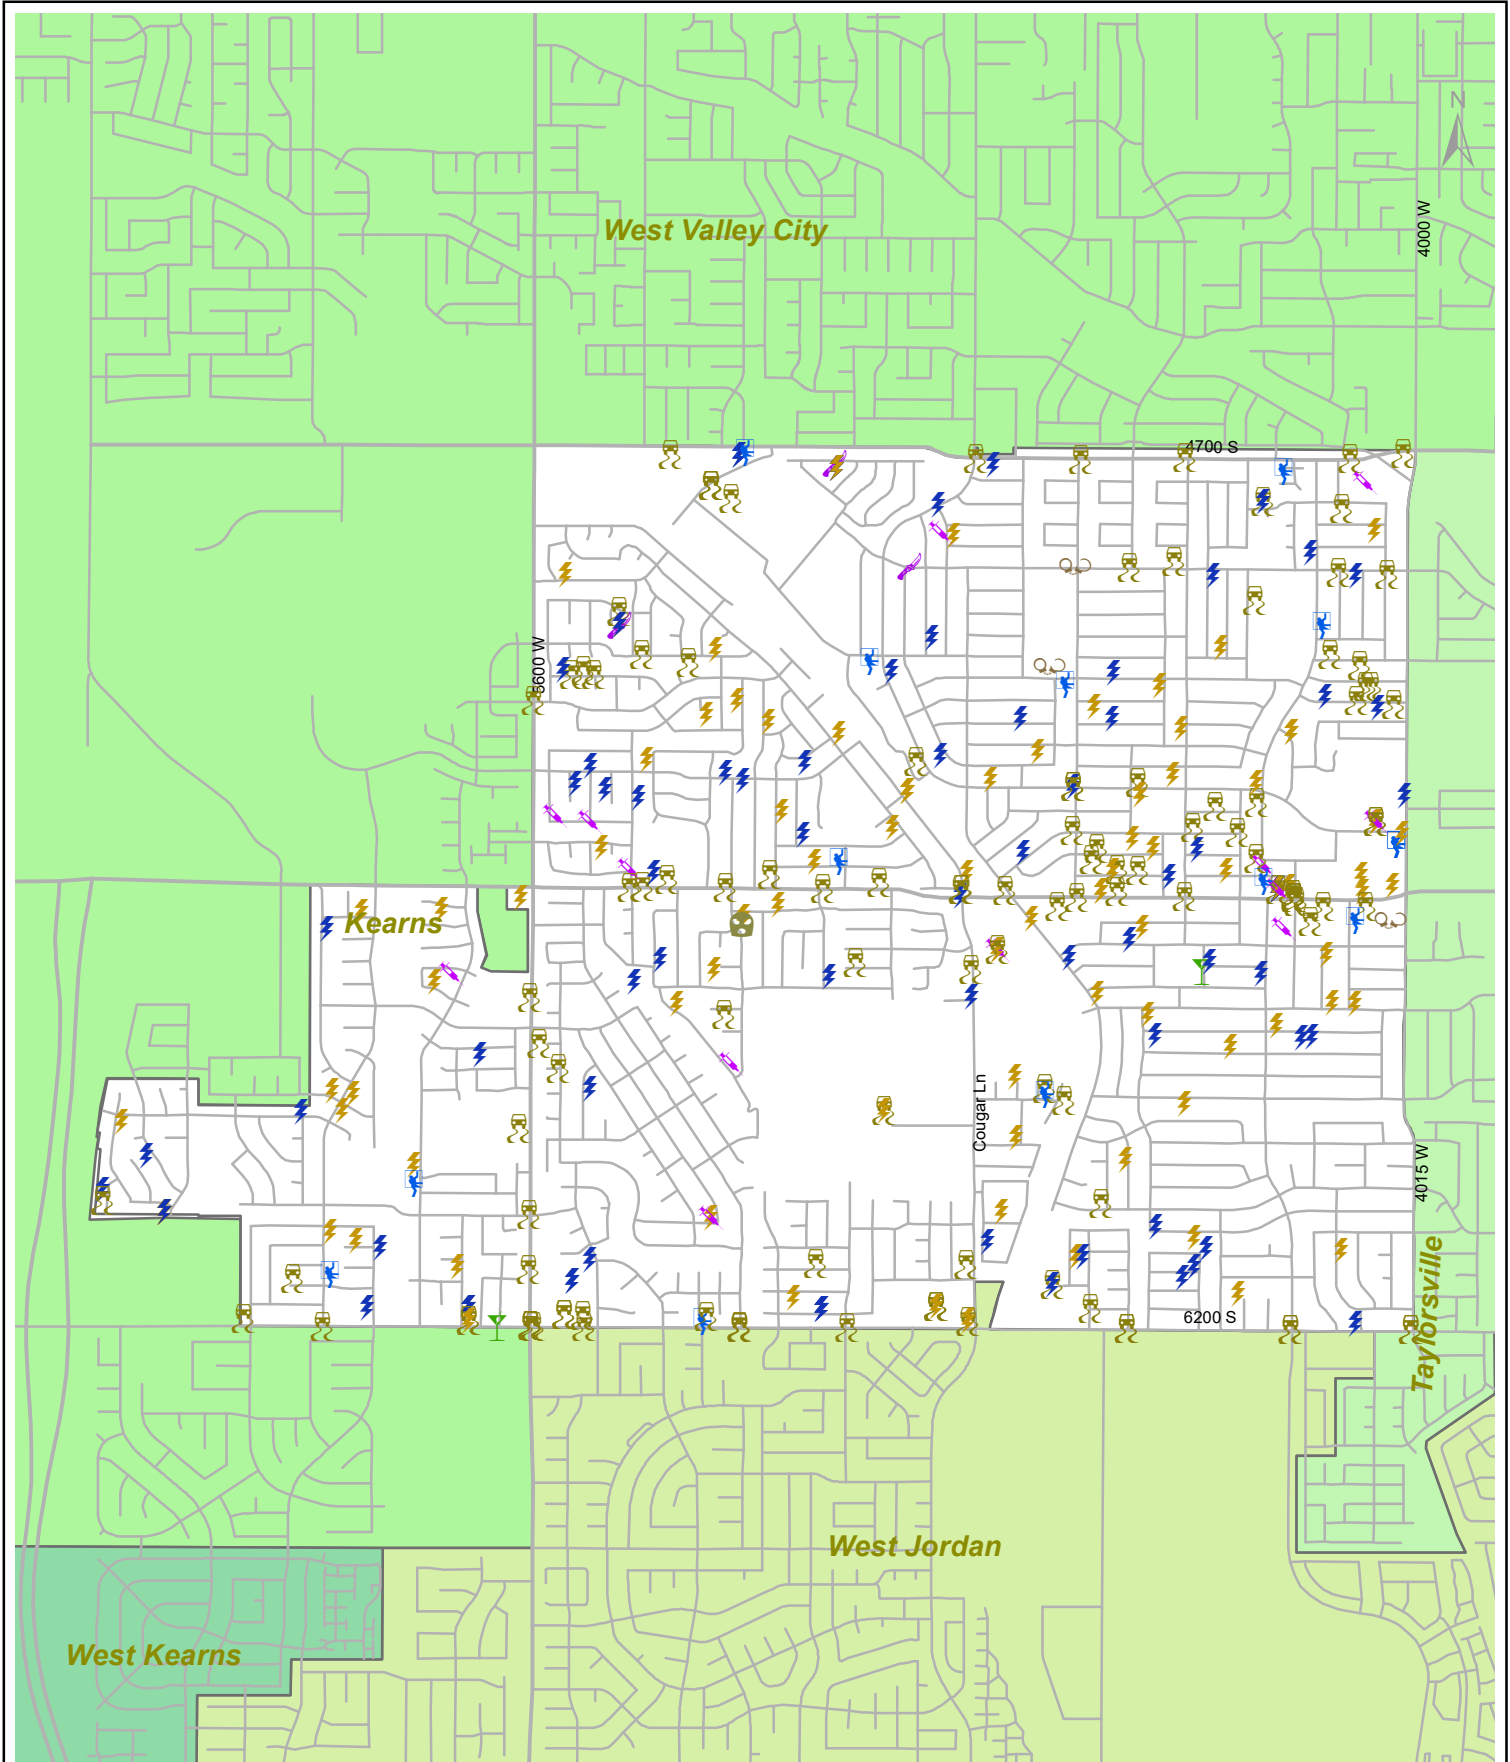 N
4000 W
West Valley City
4700 S
5600 W
Kearns
Cougar Ln
4015 W
Taylorsville
6200 S
West Jordan
West Kearns